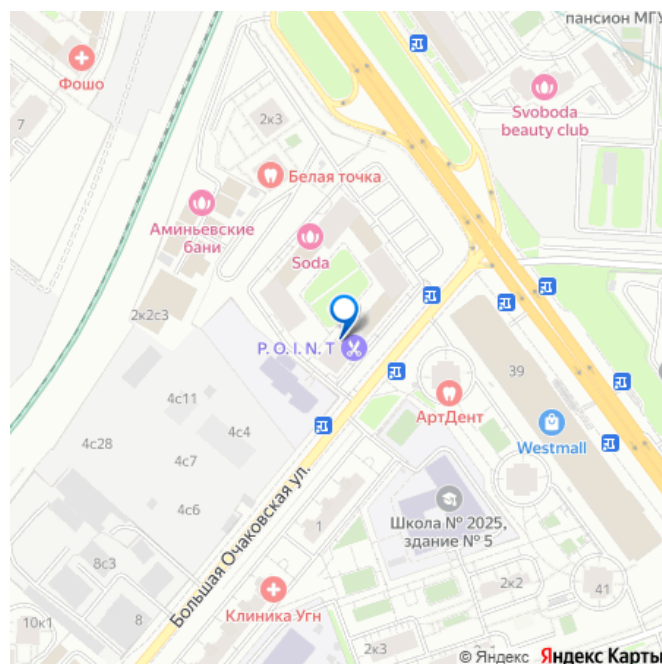 пансион МГУ
Фошо
7
2к3
Svoboda
beauty club
Белая точка
Аминьевские
бани
Soda
2к2с3
P. O. I. N. T
39
АртДент
4с11
4с4
4с28
4с7
Westmall
4с6
Школа № 2025,
здание № 5
1
8с3
Большая Очаковская ул.
2к2
41
Клиника Угн
8
10к1
2к3
© Яндекс Яндекс Карты